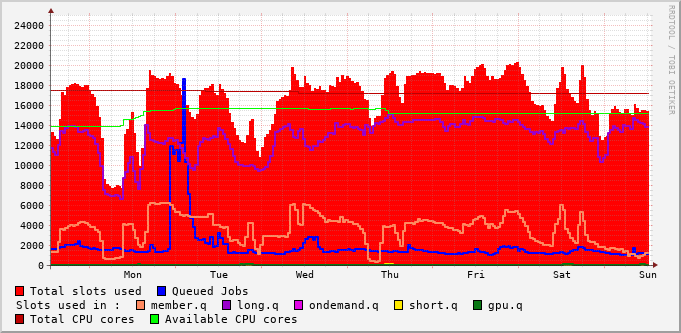 24000
22000
20000
18000
16000
14000
12000
10000
8000
6000
4000
2000
0
Mon Tue Wed Thu Fri Sat Sun
RRDTOOL / TOBI OETIKER
Total slots used Queued Jobs
Slots used in : member.q long.q ondemand.q short.q gpu.q
Total CPU cores Available CPU cores